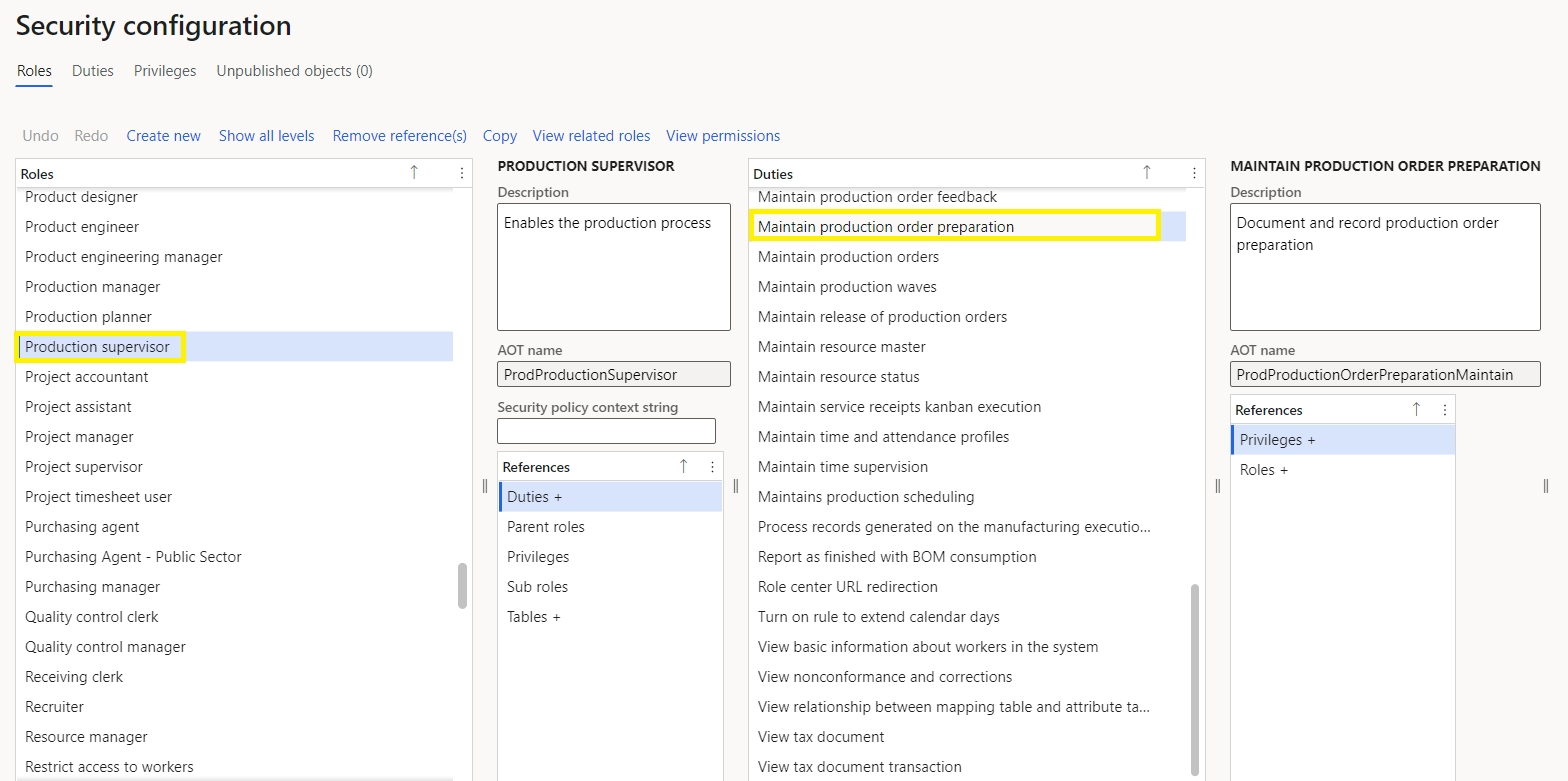 Security configuration
Roles Duties Privileges Unpublished objects (0)
Undo Redo Create new Show all levels Remove reference(s) Copy View related roles View permissions
Roles
Product designer
Product engineer
Product engineering manager
Production manager
Production planner
Production supervisor
Project accountant
Project assistant
Project manager
Project supervisor
Project timesheet user
Purchasing agent
Purchasing Agent - Public Sector
Purchasing manager
Quality control clerk
Quality control manager
Receiving clerk
Recruiter
Resource manager
Restrict access to workers
PRODUCTION SUPERVISOR
Description
Enables the production process
AOT name
ProdProductionSupervisor
Security policy context string
References
Duties +
Parent roles
Privileges
Sub roles
Tables +
Duties
Maintain production order feedback
Maintain production order preparation
Maintain production orders
Maintain production waves
Maintain release of production orders
Maintain resource master
Maintain resource status
Maintain service receipts kanban execution
Maintain time and attendance profiles
Maintain time supervision
Maintains production scheduling
Process records generated on the manufacturing executio...
Report as finished with BOM consumption
Role center URL redirection
Turn on rule to extend calendar days
View basic information about workers in the system
View nonconformance and corrections
View relationship between mapping table and attribute ta...
View tax document
View tax document transaction
MAINTAIN PRODUCTION ORDER PREPARATION
Description
Document and record production order
preparation
AOT name
ProdProductionOrderPreparationMaintain
References
Privileges +
Roles +